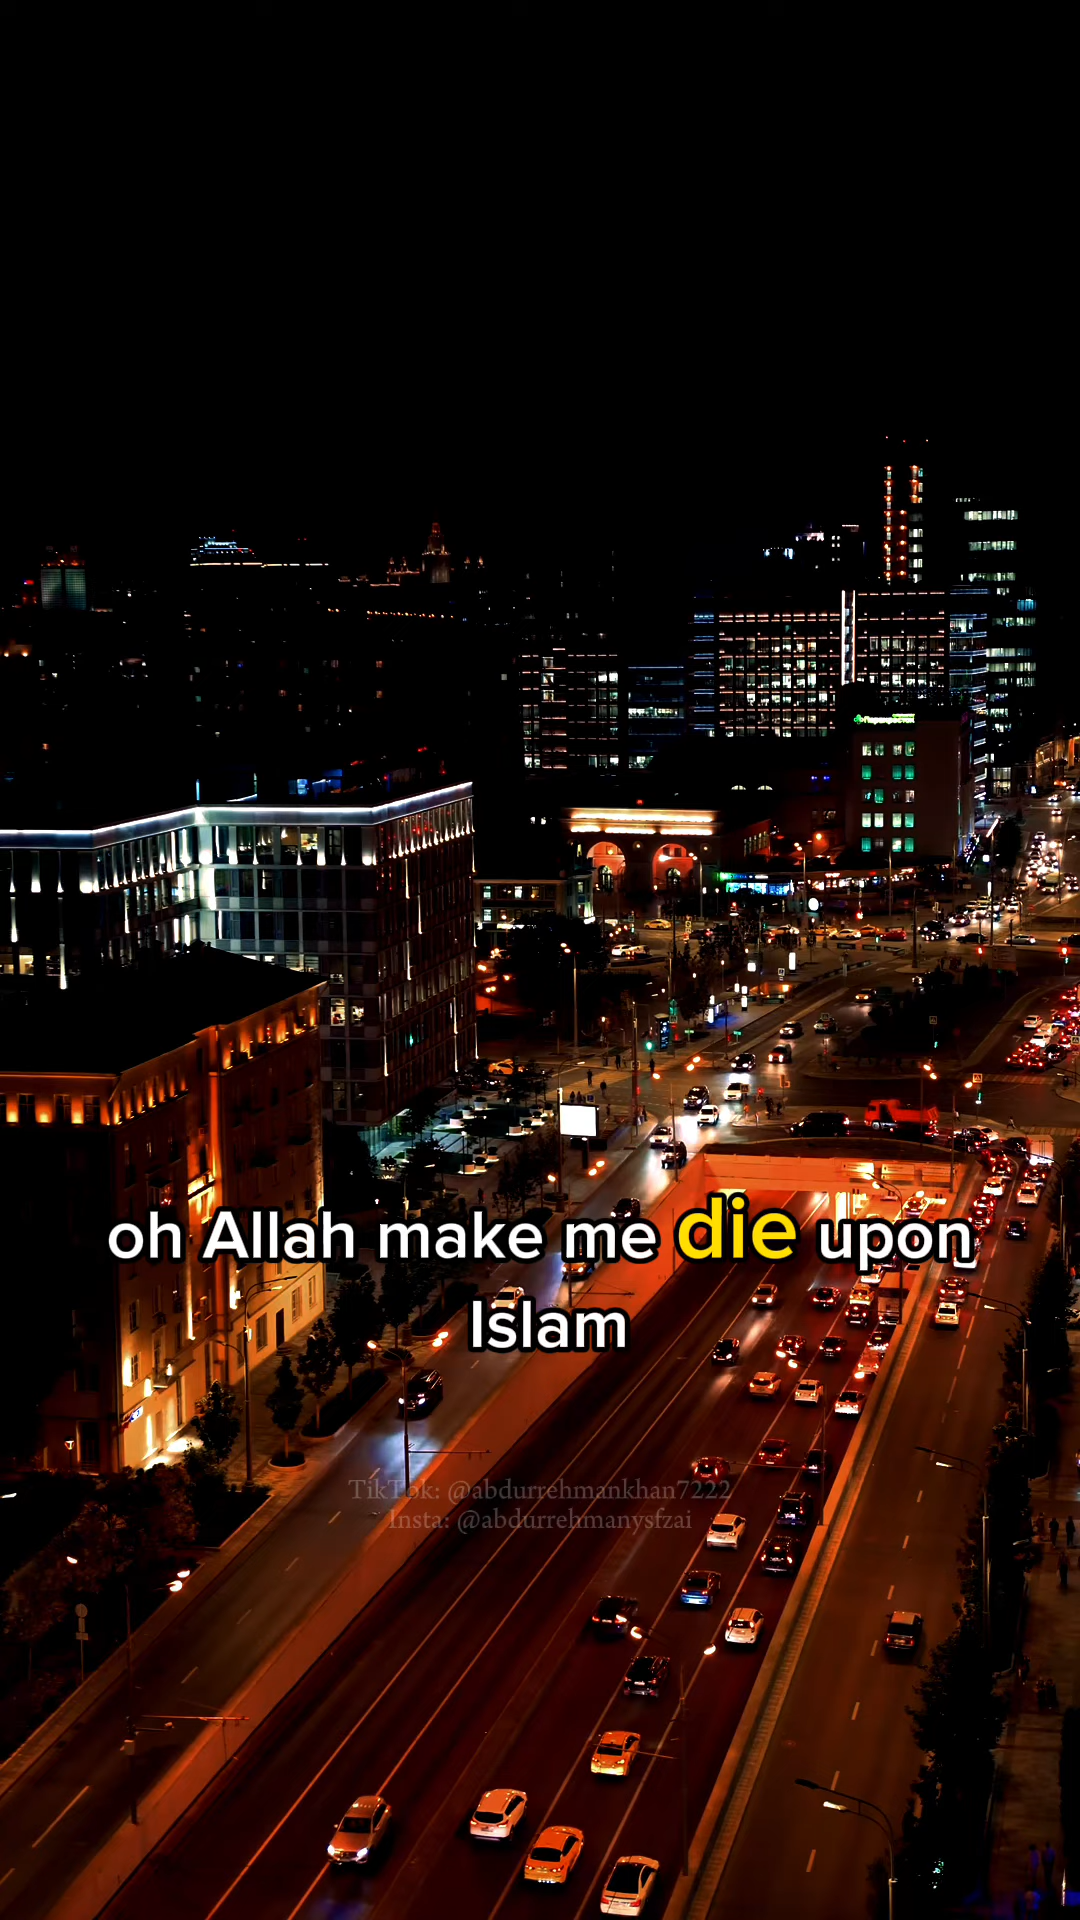 oh Allah make me die upon
Islam
TikTok: @abdurrehmankhan7222
Insta: @abdurrehmanysfzai